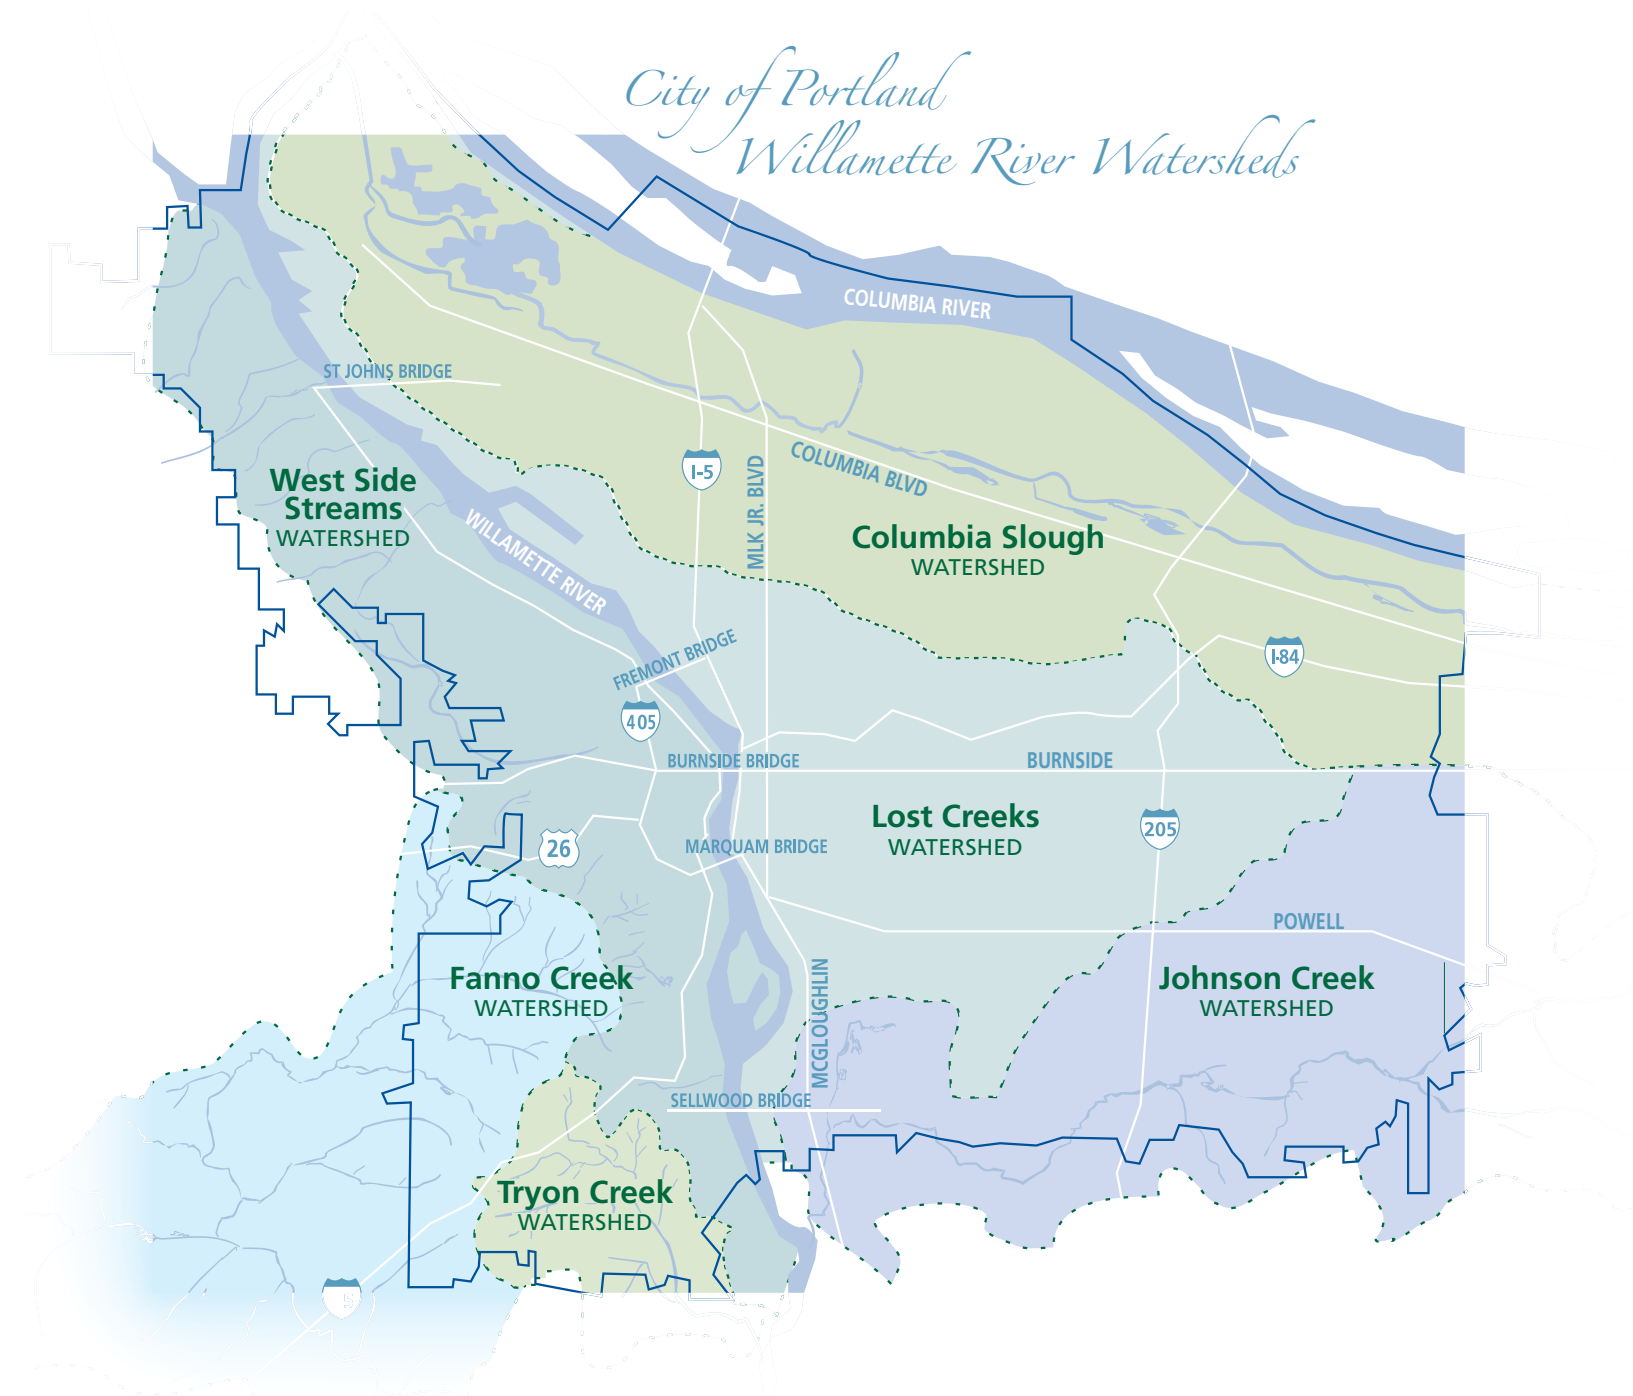 City of Portland
Willamette River Watersheds
COLUMBIA RIVER
ST JOHNS BRIDGE
I-5
MLK JR. BLVD
COLUMBIA BLVD
West Side
Streams
WATERSHED
WILLAMETTE RIVER
Columbia Slough
WATERSHED
FREMONT BRIDGE
I-84
405
BURNSIDE BRIDGE
BURNSIDE
Lost Creeks
WATERSHED
205
26
MARQUAM BRIDGE
POWELL
Fanno Creek
WATERSHED
MCGLOUGHLIN
Johnson Creek
WATERSHED
SELLWOOD BRIDGE
Tryon Creek
WATERSHED